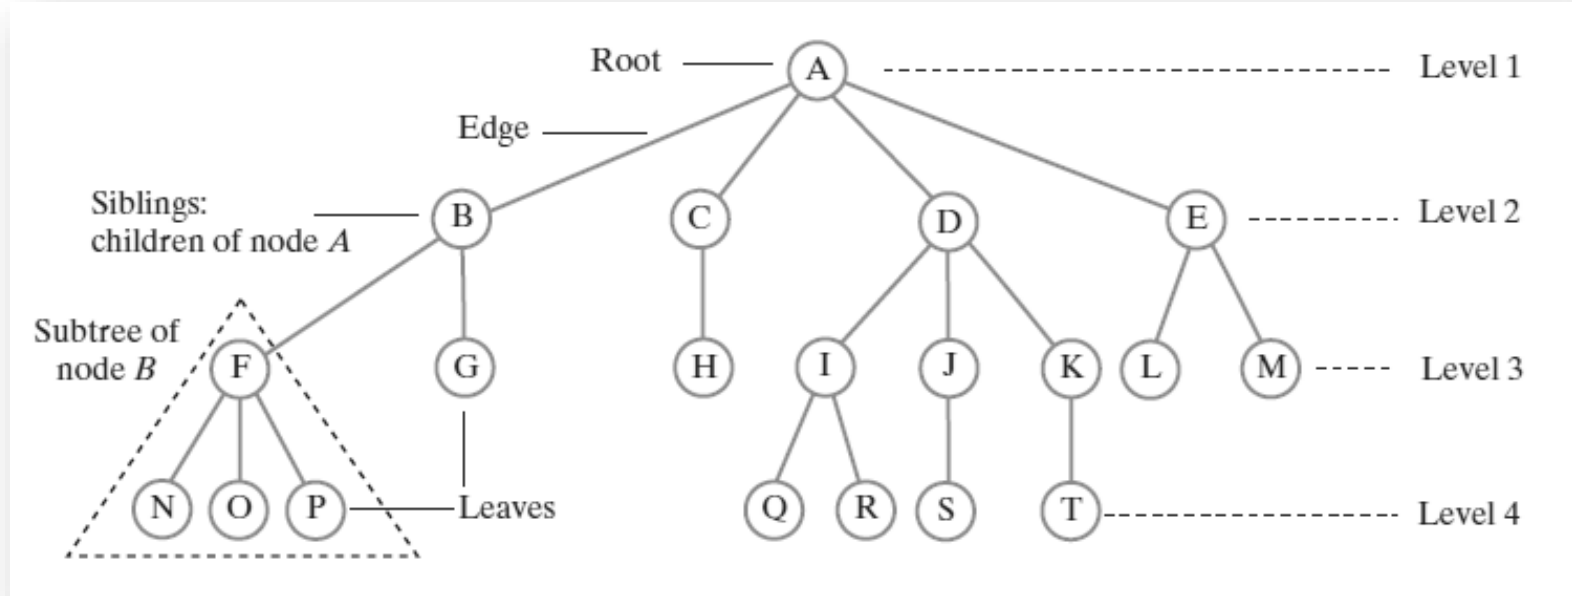 Root
A
Level 1
Edge
Siblings:
children of node A
B
C
D
E
Level 2
Subtree of
node B
F
G
H
I
J
K
L
M
Level 3
N
O
P
Leaves
Q
R
S
T
Level 4